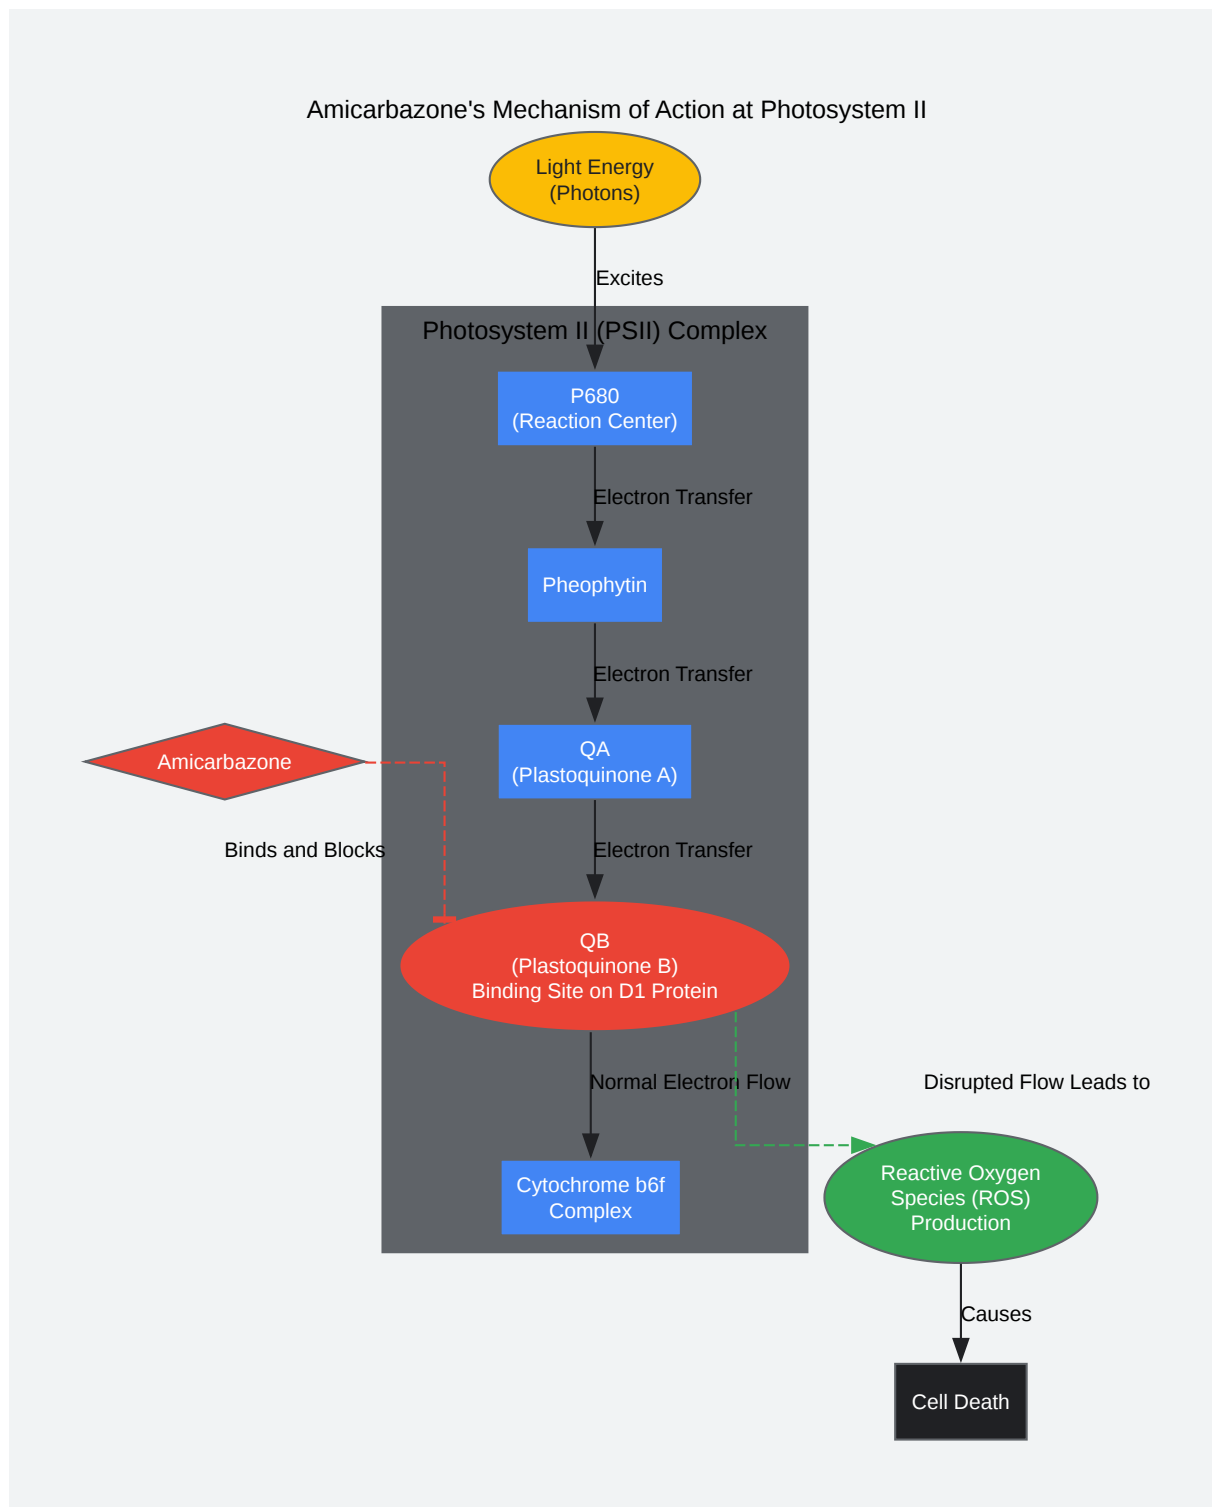 Amicarbazone's Mechanism of Action at Photosystem II
Light Energy
(Photons)
Excites
Photosystem II (PSII) Complex
P680
(Reaction Center)
Electron Transfer
Pheophytin
Electron Transfer
QA
(Plastoquinone A)
Amicarbazone
Binds and Blocks
Electron Transfer
QB
(Plastoquinone B)
Binding Site on D1 Protein
Normal Electron Flow
Disrupted Flow Leads to
Cytochrome b6f
Complex
Reactive Oxygen
Species (ROS)
Production
Causes
Cell Death